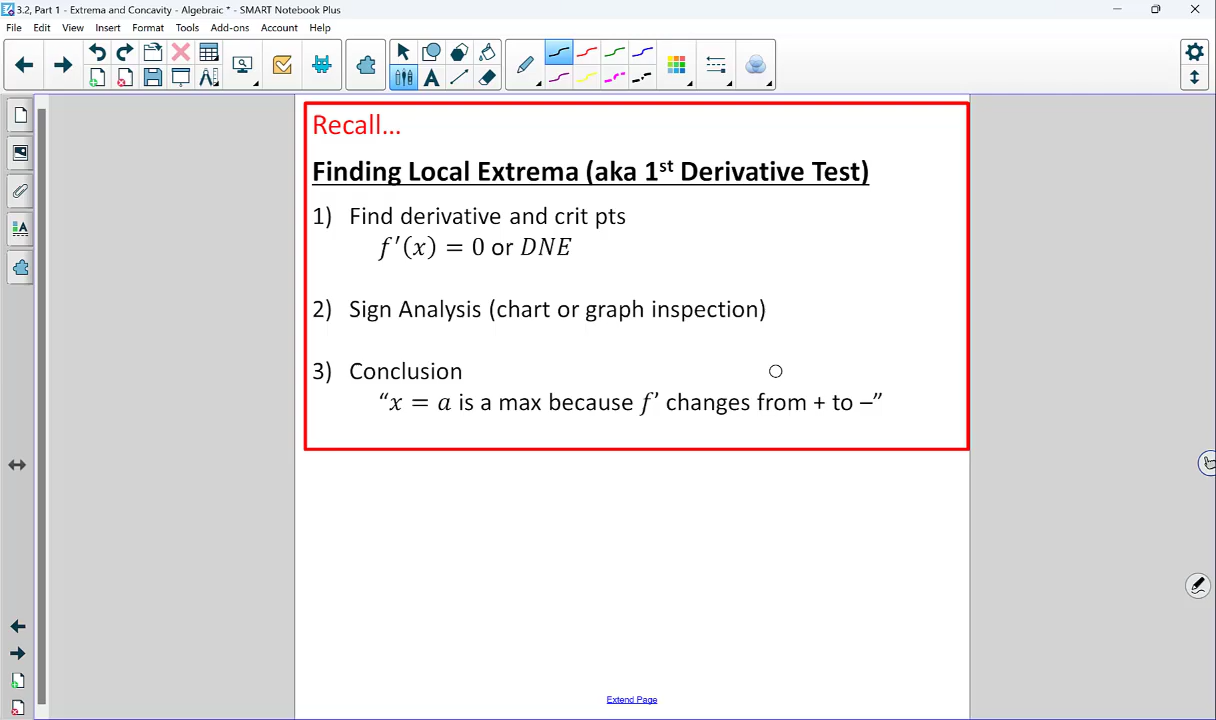 3.2, Part 1 - Extrema and Concavity - Algebraic * - SMART Notebook Plus
File Edit View Insert Format Tools Add-ons Account Help
Recall...
Finding Local Extrema (aka 1st Derivative Test)
1) Find derivative and crit pts
f′(x) = 0 or DNE
2) Sign Analysis (chart or graph inspection)
3) Conclusion
“x = a is a max because f’ changes from + to –”
Extend Page